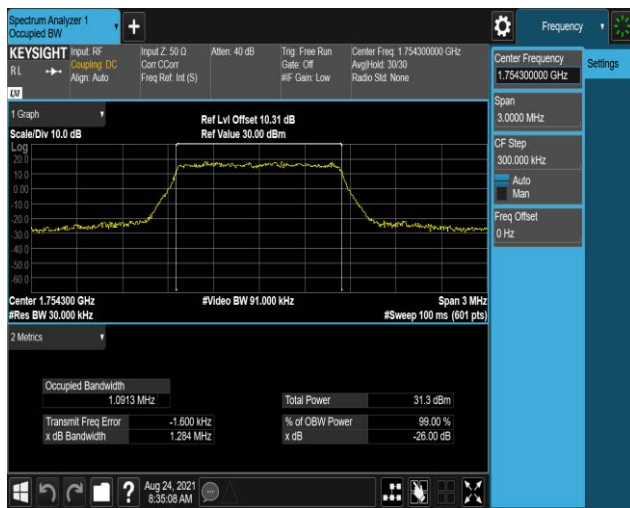 Spectrum Analyzer 1
Occupied BW
Frequency
KEYSIGHT
RL
LXI
Input: RF
Coupling: DC
Align: Auto
Input Z: 50 Ω
Corr CCorr
Freq Ref: Int (S)
Atten: 40 dB
Trig: Free Run
Gate: Off
#IF Gain: Low
Center Freq: 1.754300000 GHz
Avg|Hold: 30/30
Radio Std: None
Center Frequency
1.754300000 GHz
Settings
Span
3.0000 MHz
CF Step
300.000 kHz
Auto
Man
Freq Offset
0 Hz
1 Graph
Scale/Div 10.0 dB
Ref Lvl Offset 10.31 dB
Ref Value 30.00 dBm
Log
20.0
10.0
0.00
-10.0
-20.0
-30.0
-40.0
-50.0
-60.0
Center 1.754300 GHz
#Video BW 91.000 kHz
Span 3 MHz
#Res BW 30.000 kHz
#Sweep 100 ms (601 pts)
2 Metrics
Occupied Bandwidth
1.0913 MHz
Total Power 31.3 dBm
Transmit Freq Error -1.600 kHz
% of OBW Power 99.00 %
x dB Bandwidth 1.284 MHz
x dB -26.00 dB
?
Aug 24, 2021
8:35:08 AM